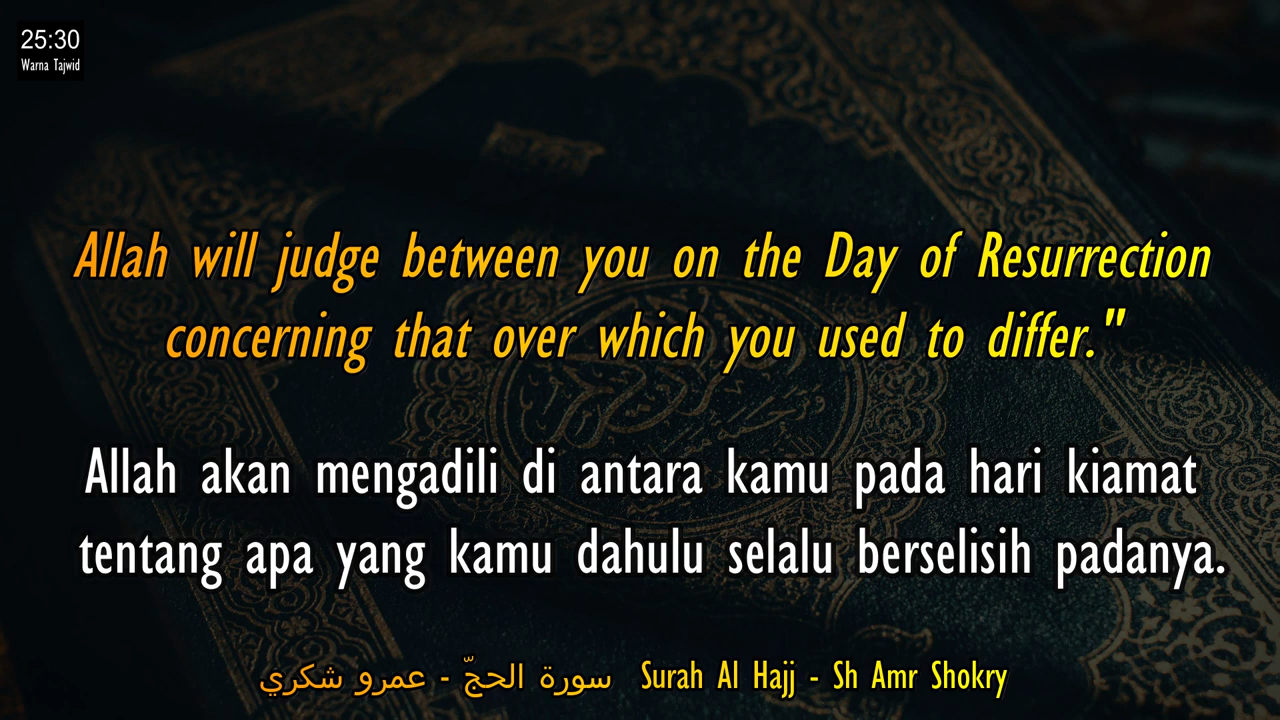 25:30
Warna Tajwid
Allah will judge between you on the Day of Resurrection
concerning that over which you used to differ."
Allah akan mengadili di antara kamu pada hari kiamat
tentang apa yang kamu dahulu selalu berselisih padanya.
سورة الحجّ - عمرو شكري Surah Al Hajj - Sh Amr Shokry